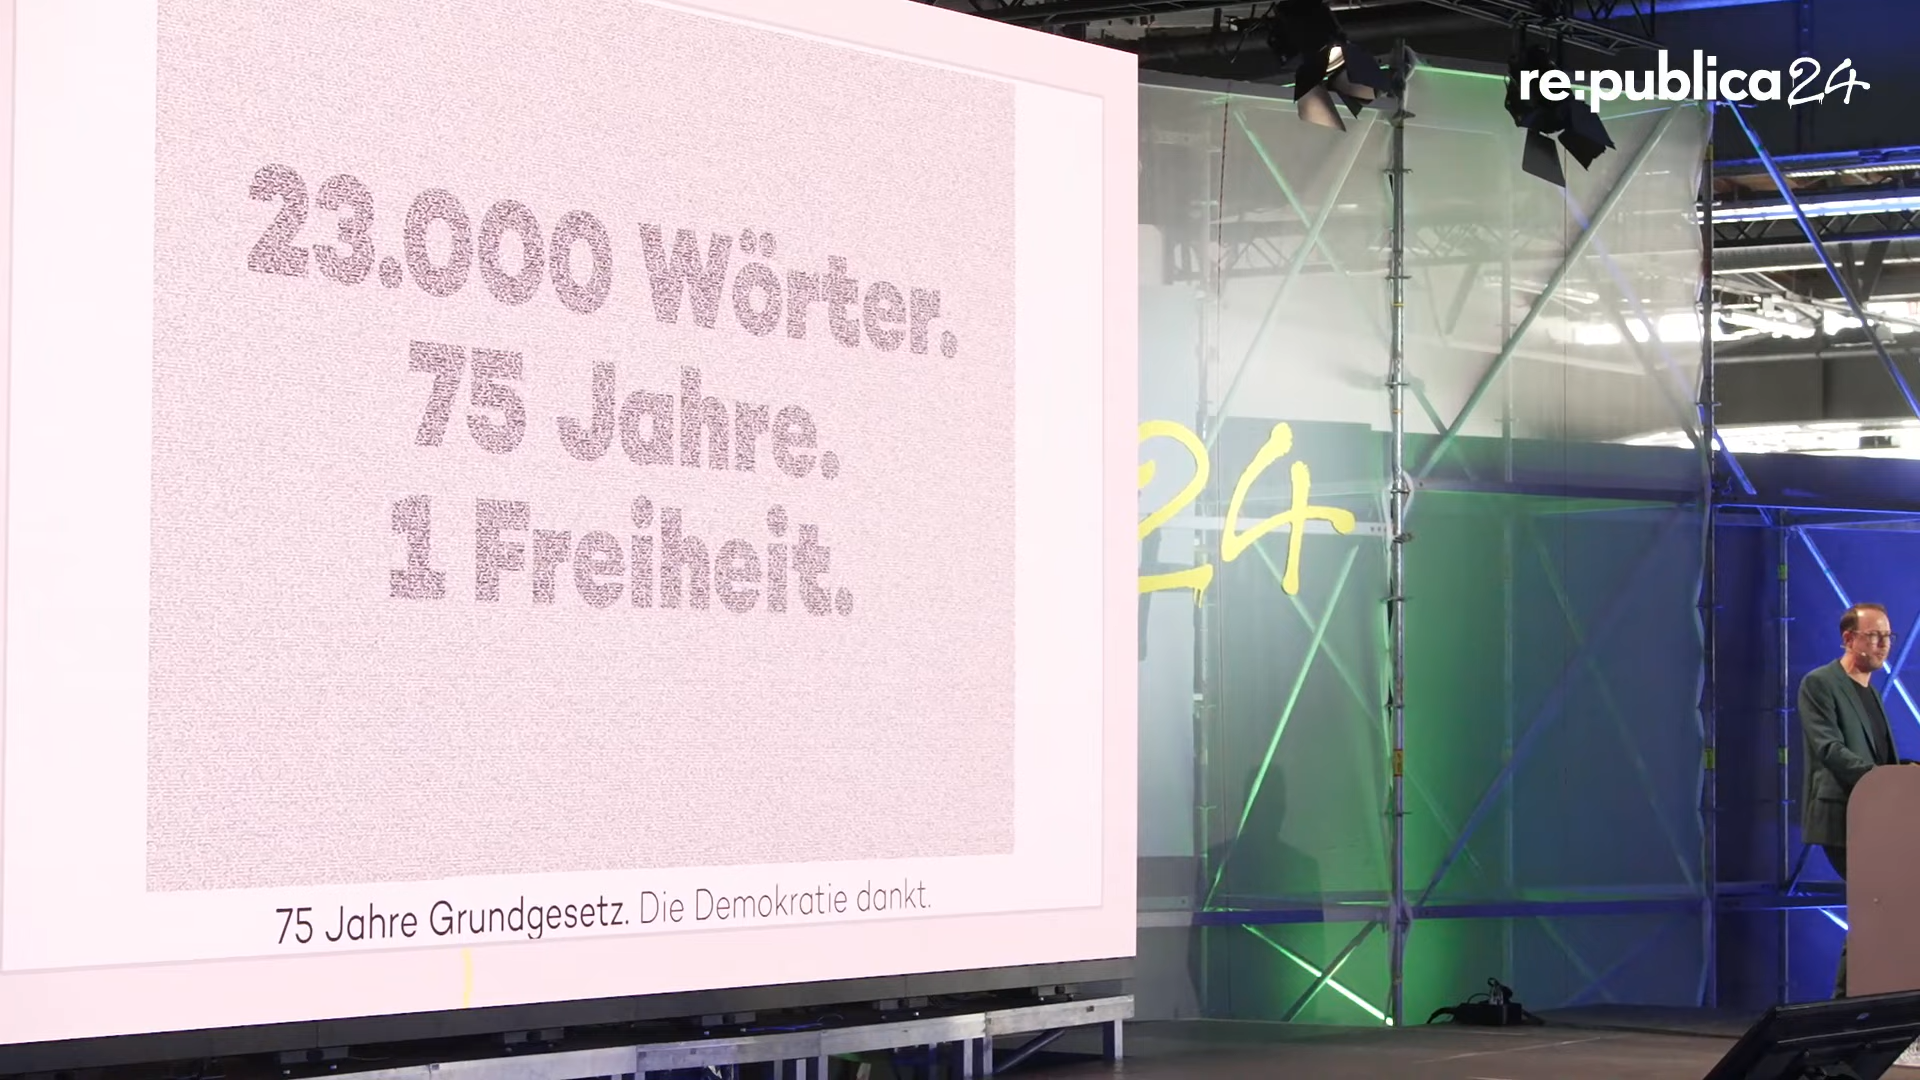 re:publica24
23.000 Wörter.
75 Jahre.
1 Freiheit.
75 Jahre Grundgesetz. Die Demokratie dankt.
24